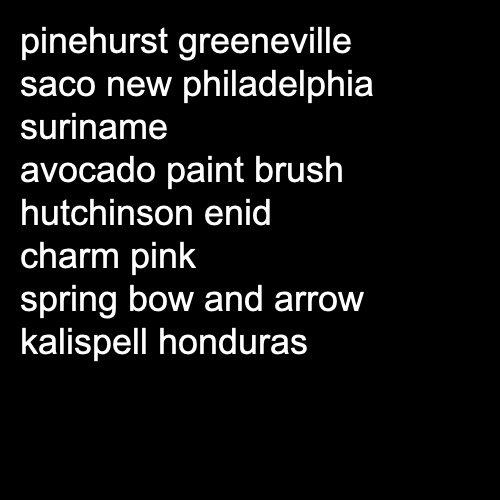 pinehurst greeneville
saco new philadelphia
suriname
avocado paint brush
hutchinson enid
charm pink
spring bow and arrow
kalispell honduras